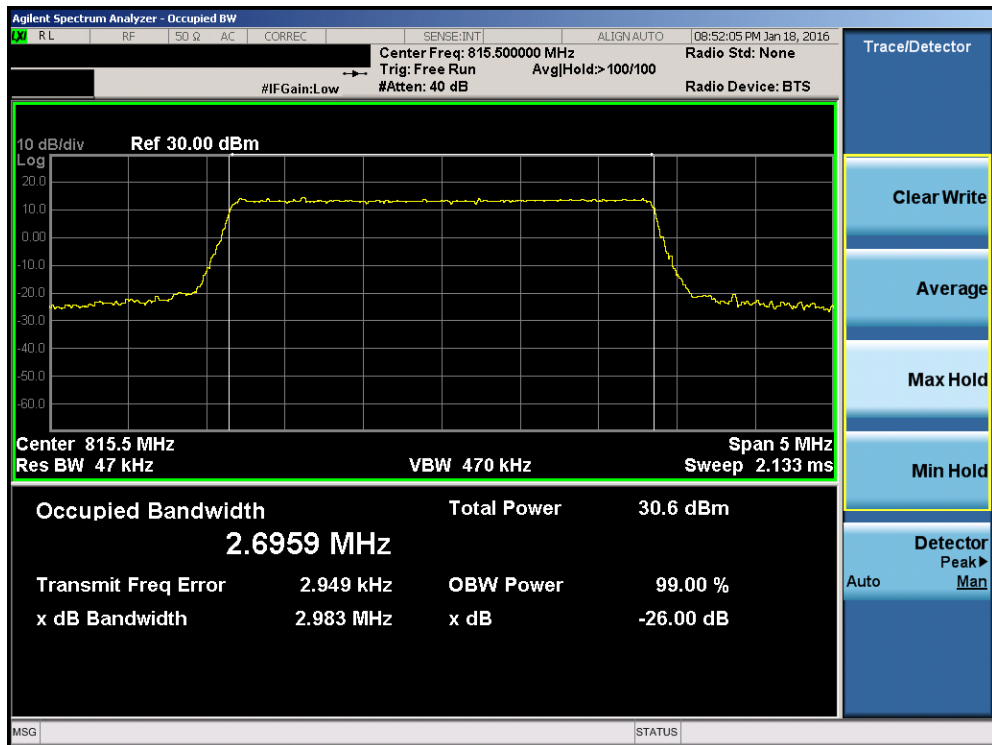 Agilent Spectrum Analyzer - Occupied BW
LXI RL RF 50 Ω AC CORREC SENSE:INT ALIGN AUTO 08:52:05 PM Jan 18, 2016
Center Freq: 815.500000 MHz Radio Std: None
Trig: Free Run Avg|Hold:>100/100
#IFGain:Low #Atten: 40 dB Radio Device: BTS
10 dB/div Ref 30.00 dBm
Log
20.0
10.0
0.00
-10.0
-20.0
-30.0
-40.0
-50.0
-60.0
Center 815.5 MHz Span 5 MHz
Res BW 47 kHz VBW 470 kHz Sweep 2.133 ms
Occupied Bandwidth Total Power 30.6 dBm
2.6959 MHz
Transmit Freq Error 2.949 kHz OBW Power 99.00 %
x dB Bandwidth 2.983 MHz x dB -26.00 dB
Trace/Detector
Clear Write
Average
Max Hold
Min Hold
Detector
Peak▶
Auto Man
MSG STATUS